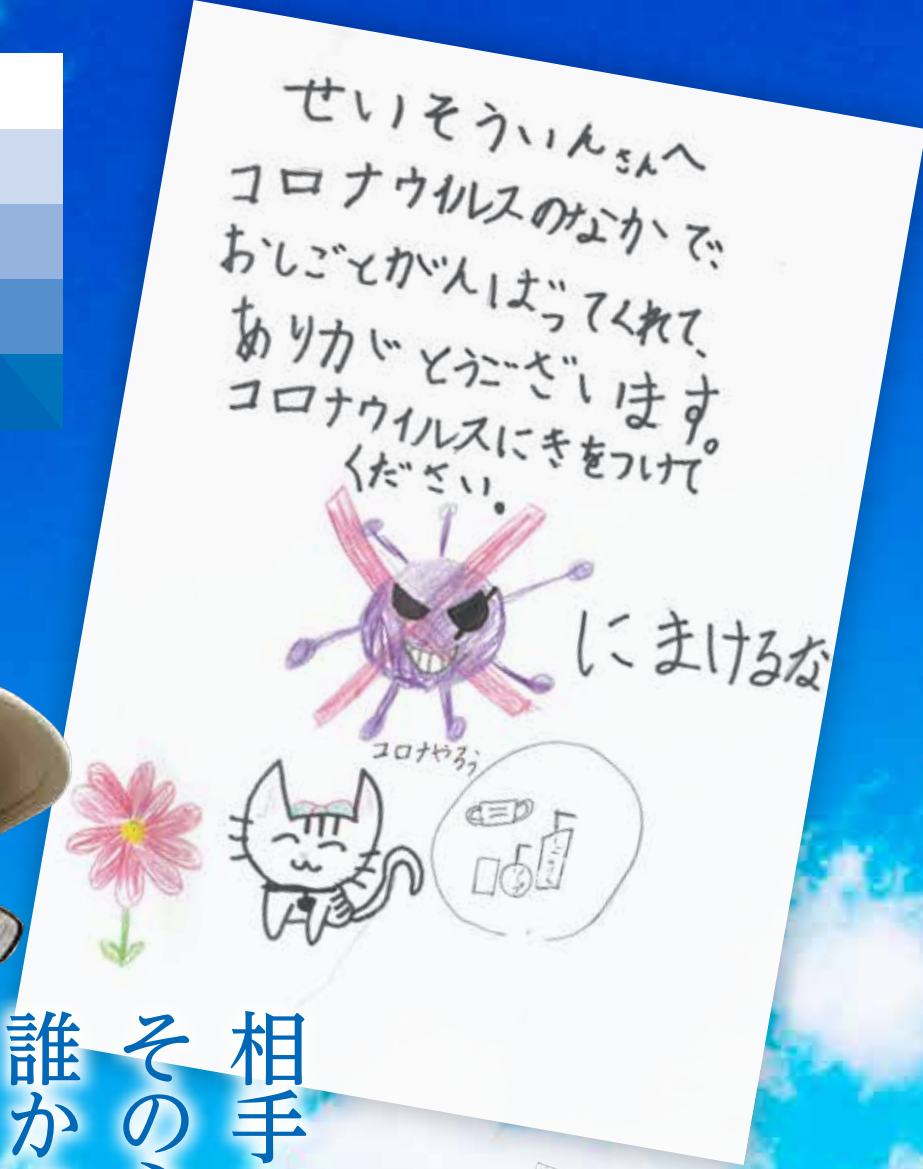 せいそういんさんへ
コロナウイルスのなかで、
おしごとがんばってくれて、
ありがとうございます。
コロナウイルスにきをつけて
ください。
にまけるな
コロナやろう
相手
その
誰か